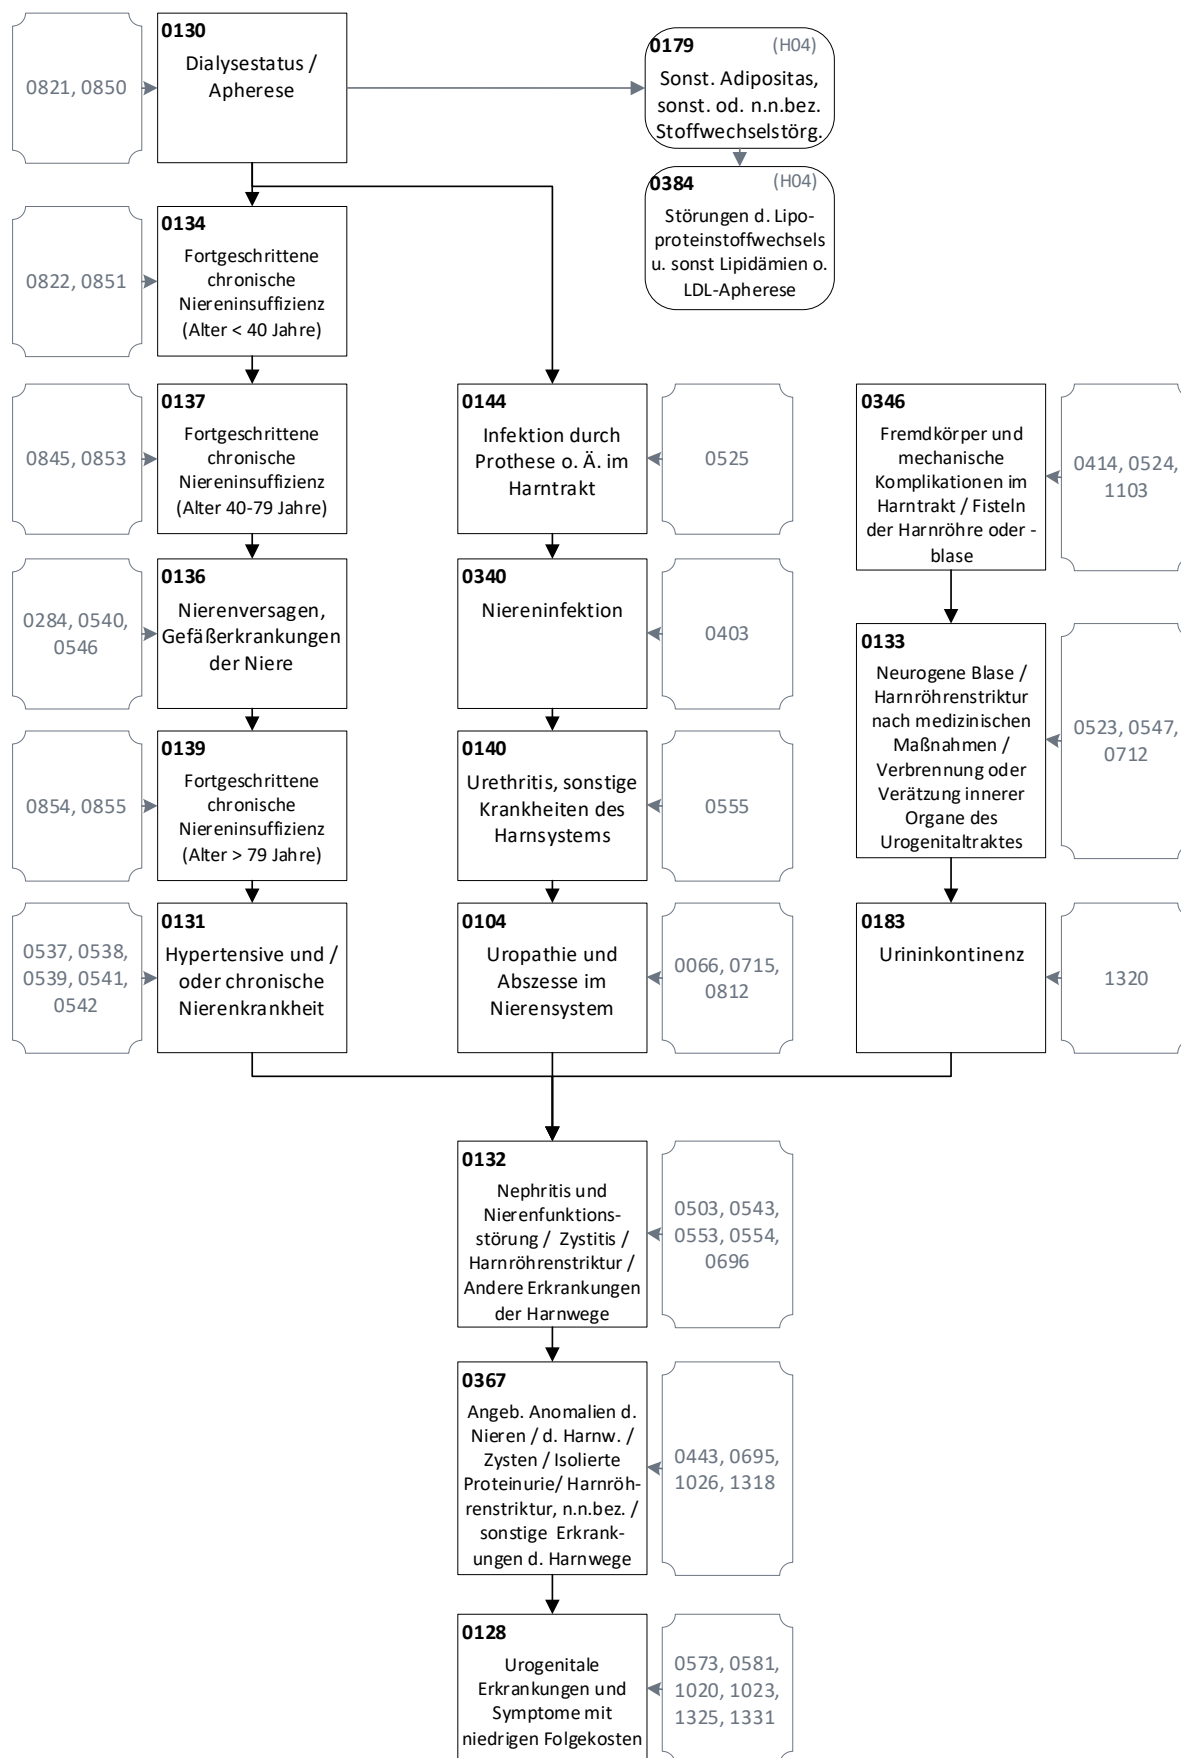 0130
Dialysestatus /
Apherese
0821, 0850
0179 (H04)
Sonst. Adipositas,
sonst. od. n.n.bez.
Stoffwechselstörg.
0384 (H04)
Störungen d. Lipo-
proteinstoffwechsels
u. sonst Lipidämien o.
LDL-Apherese
0134
Fortgeschrittene
chronische
Niereninsuffizienz
(Alter < 40 Jahre)
0822, 0851
0137
Fortgeschrittene
chronische
Niereninsuffizienz
(Alter 40-79 Jahre)
0845, 0853
0144
Infektion durch
Prothese o. Ä. im
Harntrakt
0525
0346
Fremdkörper und
mechanische
Komplikationen im
Harntrakt / Fisteln
der Harnröhre oder -
blase
0414, 0524,
1103
0136
Nierenversagen,
Gefäßerkrankungen
der Niere
0284, 0540,
0546
0340
Niereninfektion
0403
0133
Neurogene Blase /
Harnröhrenstriktur
nach medizinischen
Maßnahmen /
Verbrennung oder
Verätzung innerer
Organe des
Urogenitaltraktes
0523, 0547,
0712
0139
Fortgeschrittene
chronische
Niereninsuffizienz
(Alter > 79 Jahre)
0854, 0855
0140
Urethritis, sonstige
Krankheiten des
Harnsystems
0555
0131
Hypertensive und /
oder chronische
Nierenkrankheit
0537, 0538,
0539, 0541,
0542
0104
Uropathie und
Abszesse im
Nierensystem
0066, 0715,
0812
0183
Urininkontinenz
1320
0132
Nephritis und
Nierenfunktions-
störung / Zystitis /
Harnröhrenstriktur /
Andere Erkrankungen
der Harnwege
0503, 0543,
0553, 0554,
0696
0367
Angeb. Anomalien d.
Nieren / d. Harnw. /
Zysten / Isolierte
Proteinurie/ Harnröh-
renstriktur, n.n.bez. /
sonstige Erkrank-
ungen d. Harnwege
0443, 0695,
1026, 1318
0128
Urogenitale
Erkrankungen und
Symptome mit
niedrigen Folgekosten
0573, 0581,
1020, 1023,
1325, 1331